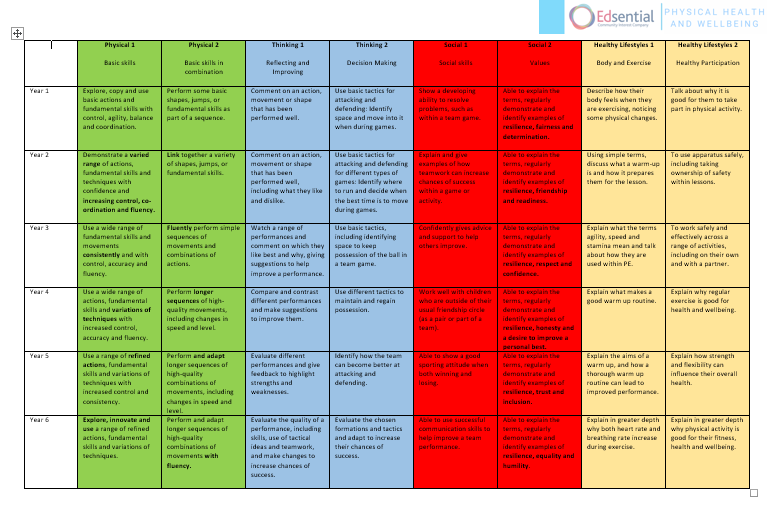 Edsential
Community Interest Company
PHYSICAL HEALTH
AND WELLBEING
Physical 1
Basic skills
Physical 2
Basic skills in
combination
Thinking 1
Reflecting and
Improving
Thinking 2
Decision Making
Social 1
Social skills
Social 2
Values
Healthy Lifestyles 1
Body and Exercise
Healthy Lifestyles 2
Healthy Participation
Year 1
Explore, copy and use
basic actions and
fundamental skills with
control, agility, balance
and coordination.
Perform some basic
shapes, jumps, or
fundamental skills as
part of a sequence.
Comment on an action,
movement or shape
that has been
performed well.
Use basic tactics for
attacking and
defending: Identify
space and move into it
when during games.
Show a developing
ability to resolve
problems, such as
within a team game.
Able to explain the
terms, regularly
demonstrate and
identify examples of
resilience, fairness and
determination.
Describe how their
body feels when they
are exercising, noticing
some physical changes.
Talk about why it is
good for them to take
part in physical activity.
Year 2
Demonstrate a varied
range of actions,
fundamental skills and
techniques with
confidence and
increasing control, co-
ordination and fluency.
Link together a variety
of shapes, jumps, or
fundamental skills.
Comment on an action,
movement or shape
that has been
performed well,
including what they like
and dislike.
Use basic tactics for
attacking and defending
for different types of
games: Identify where
to run and decide when
the best time is to move
during games.
Explain and give
examples of how
teamwork can increase
chances of success
within a game or
activity.
Able to explain the
terms, regularly
demonstrate and
identify examples of
resilience, friendship
and readiness.
Using simple terms,
discuss what a warm-up
is and how it prepares
them for the lesson.
To use apparatus safely,
including taking
ownership of safety
within lessons.
Year 3
Use a wide range of
fundamental skills and
movements
consistently and with
control, accuracy and
fluency.
Fluently perform simple
sequences of
movements and
combinations of
actions.
Watch a range of
performances and
comment on which they
like best and why, giving
suggestions to help
improve a performance.
Use basic tactics,
including identifying
space to keep
possession of the ball in
a team game.
Confidently gives advice
and support to help
others improve.
Able to explain the
terms, regularly
demonstrate and
identify examples of
resilience, respect and
confidence.
Explain what the terms
agility, speed and
stamina mean and talk
about how they are
used within PE.
To work safely and
effectively across a
range of activities,
including on their own
and with a partner.
Year 4
Use a wide range of
actions, fundamental
skills and variations of
techniques with
increased control,
accuracy and fluency.
Perform longer
sequences of high-
quality movements,
including changes in
speed and level.
Compare and contrast
different performances
and make suggestions
to improve them.
Use different tactics to
maintain and regain
possession.
Work well with children
who are outside of their
usual friendship circle
(as a pair or part of a
team).
Able to explain the
terms, regularly
demonstrate and
identify examples of
resilience, honesty and
a desire to improve a
personal best.
Explain what makes a
good warm up routine.
Explain why regular
exercise is good for
health and wellbeing.
Year 5
Use a range of refined
actions, fundamental
skills and variations of
techniques with
increased control and
consistency.
Perform and adapt
longer sequences of
high-quality
combinations of
movements, including
changes in speed and
level.
Evaluate different
performances and give
feedback to highlight
strengths and
weaknesses.
Identify how the team
can become better at
attacking and
defending.
Able to show a good
sporting attitude when
both winning and
losing.
Able to explain the
terms, regularly
demonstrate and
identify examples of
resilience, trust and
inclusion.
Explain the aims of a
warm up, and how a
thorough warm up
routine can lead to
improved performance.
Explain how strength
and flexibility can
influence their overall
health.
Year 6
Explore, innovate and
use a range of refined
actions, fundamental
skills and variations of
techniques.
Perform and adapt
longer sequences of
high-quality
combinations of
movements with
fluency.
Evaluate the quality of a
performance, including
skills, use of tactical
ideas and teamwork,
and make changes to
increase chances of
success.
Evaluate the chosen
formations and tactics
and adapt to increase
their chances of
success.
Able to use successful
communication skills to
help improve a team
performance.
Able to explain the
terms, regularly
demonstrate and
identify examples of
resilience, equality and
humility.
Explain in greater depth
why both heart rate and
breathing rate increase
during exercise.
Explain in greater depth
why physical activity is
good for their fitness,
health and wellbeing.